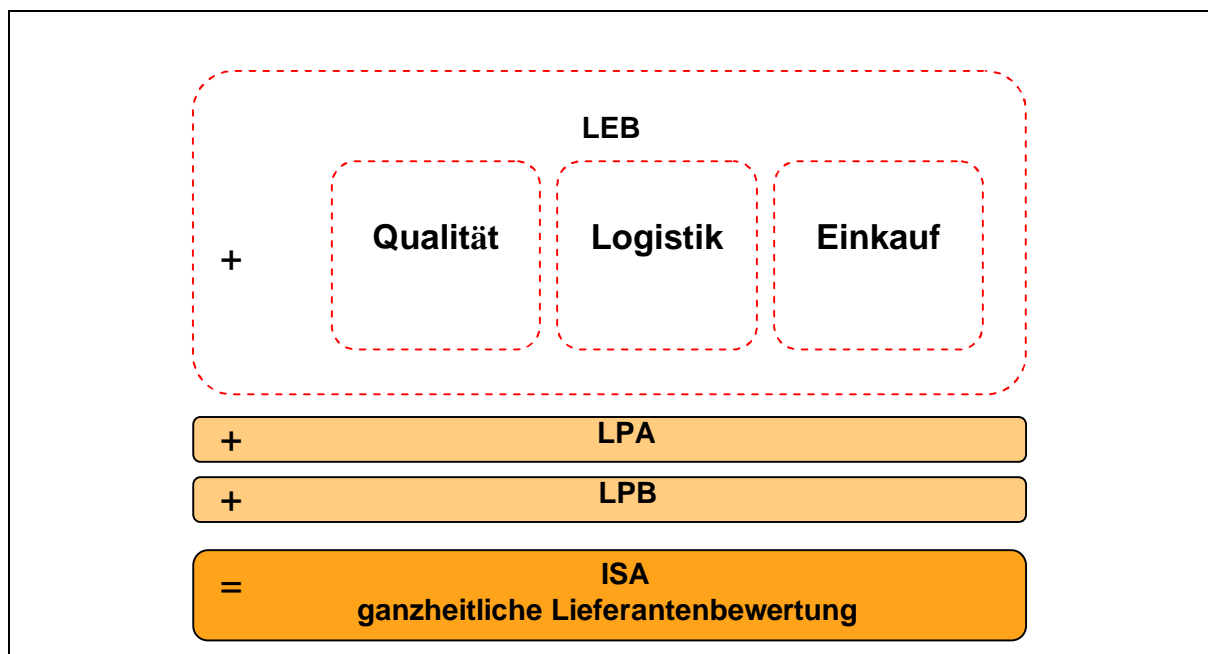 LEB
+ Qualität Logistik Einkauf
+ LPA
+ LPB
= ISA
ganzheitliche Lieferantenbewertung